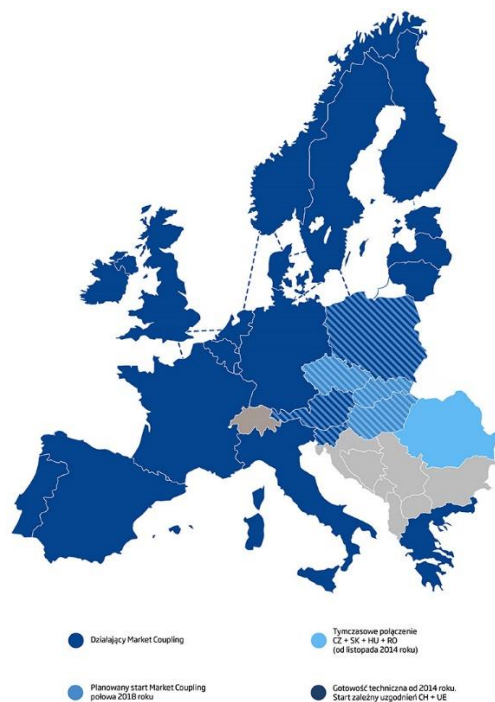 Działający Market Coupling
Tymczasowe połączenie
CZ + SK + HU + RO
(od listopada 2014 roku)
Planowany start Market Coupling
połowa 2018 roku
Gotowość techniczna od 2014 roku.
Start zależny uzgodnień CH + UE